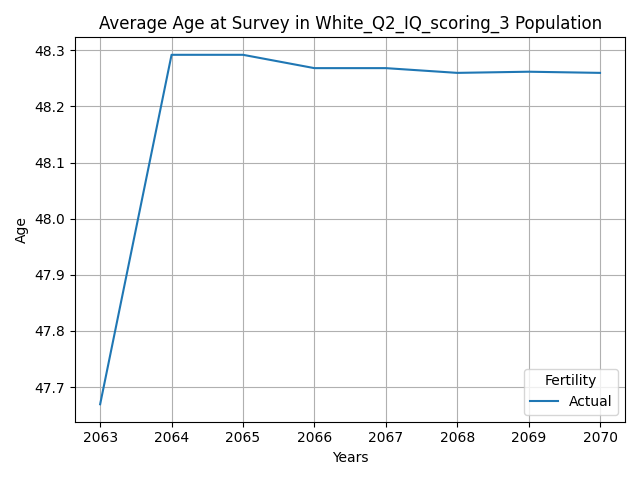 Average Age at Survey in White_Q2_IQ_scoring_3 Population
48.3
48.2
48.1
48.0
47.9
47.8
47.7
Age
Fertility
Actual
2063 2064 2065 2066 2067 2068 2069 2070
Years